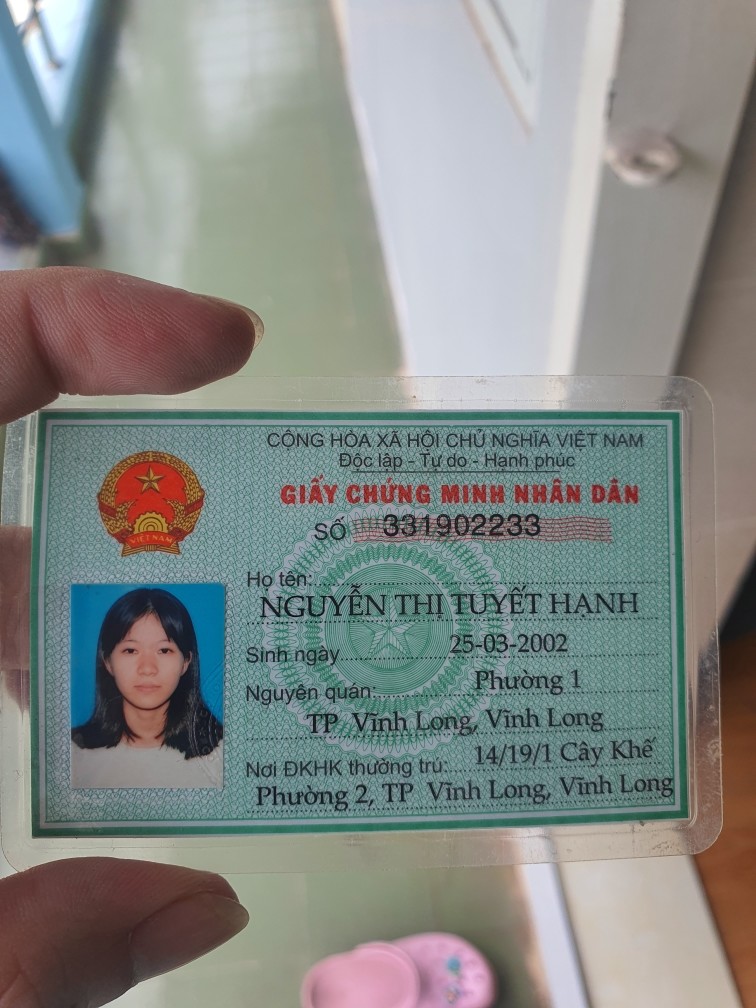 CỘNG HÒA XÃ HỘI CHỦ NGHĨA VIỆT NAM
Độc lập - Tự do - Hạnh phúc
GIẤY CHỨNG MINH NHÂN DÂN
SỐ 331902233
VIỆT NAM
Họ tên:
NGUYỄN THỊ TUYẾT HẠNH
Sinh ngày 25-03-2002
Nguyên quán: Phường 1
TP Vĩnh Long, Vĩnh Long
Nơi ĐKHK thường trú: 14/19/1 Cây Khế
Phường 2, TP Vĩnh Long, Vĩnh Long